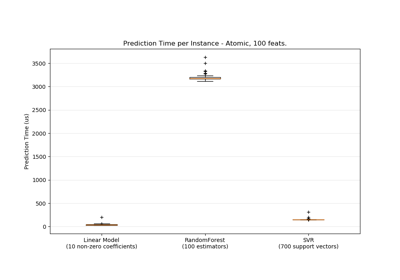 Prediction Time per Instance - Atomic, 100 feats.
3500
3000
2500
2000
1500
1000
500
0
Prediction Time (us)
Linear Model
(10 non-zero coefficients)
RandomForest
(100 estimators)
SVR
(700 support vectors)